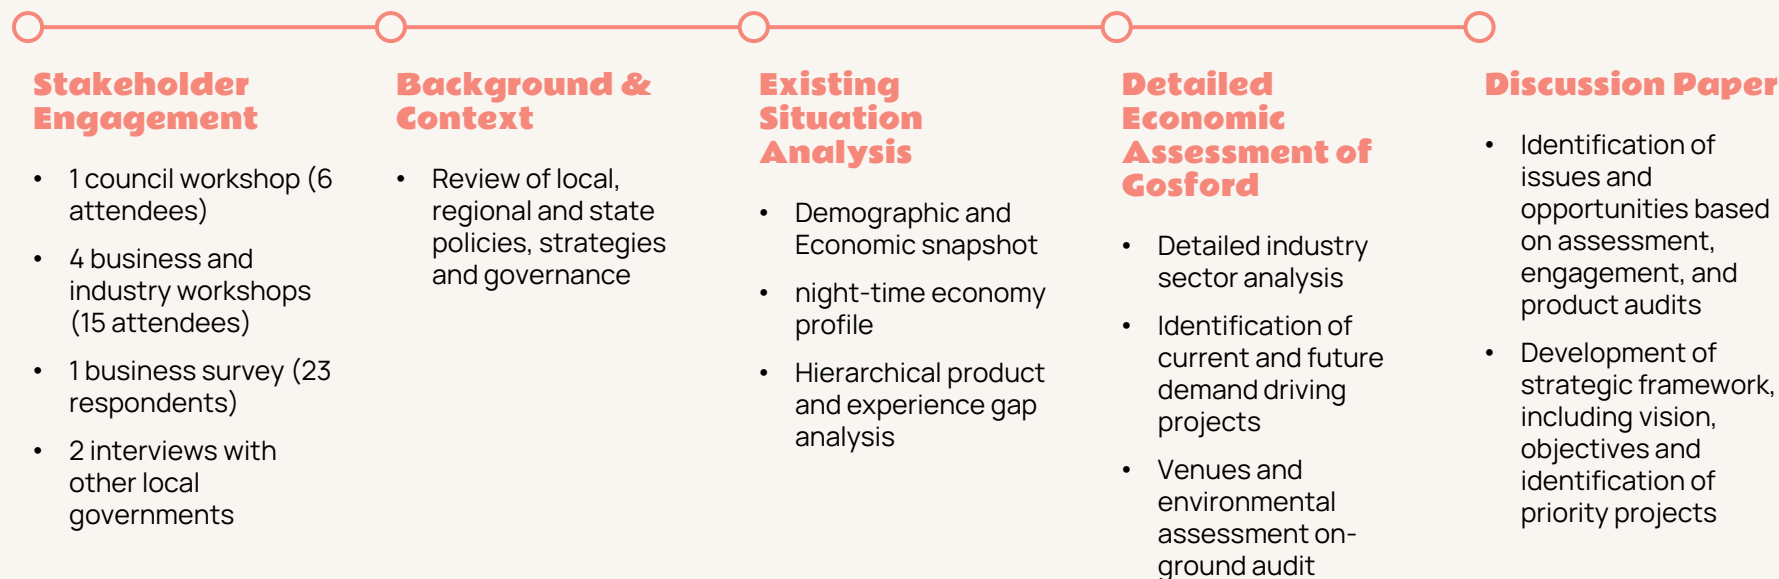 Stakeholder
Engagement
• 1 council workshop (6
attendees)
• 4 business and
industry workshops
(15 attendees)
• 1 business survey (23
respondents)
• 2 interviews with
other local
governments
Background &
Context
• Review of local,
regional and state
policies, strategies
and governance
Existing
Situation
Analysis
• Demographic and
Economic snapshot
• night-time economy
profile
• Hierarchical product
and experience gap
analysis
Detailed
Economic
Assessment of
Gosford
• Detailed industry
sector analysis
• Identification of
current and future
demand driving
projects
• Venues and
environmental
assessment on-
ground audit
Discussion Paper
• Identification of
issues and
opportunities based
on assessment,
engagement, and
product audits
• Development of
strategic framework,
including vision,
objectives and
identification of
priority projects